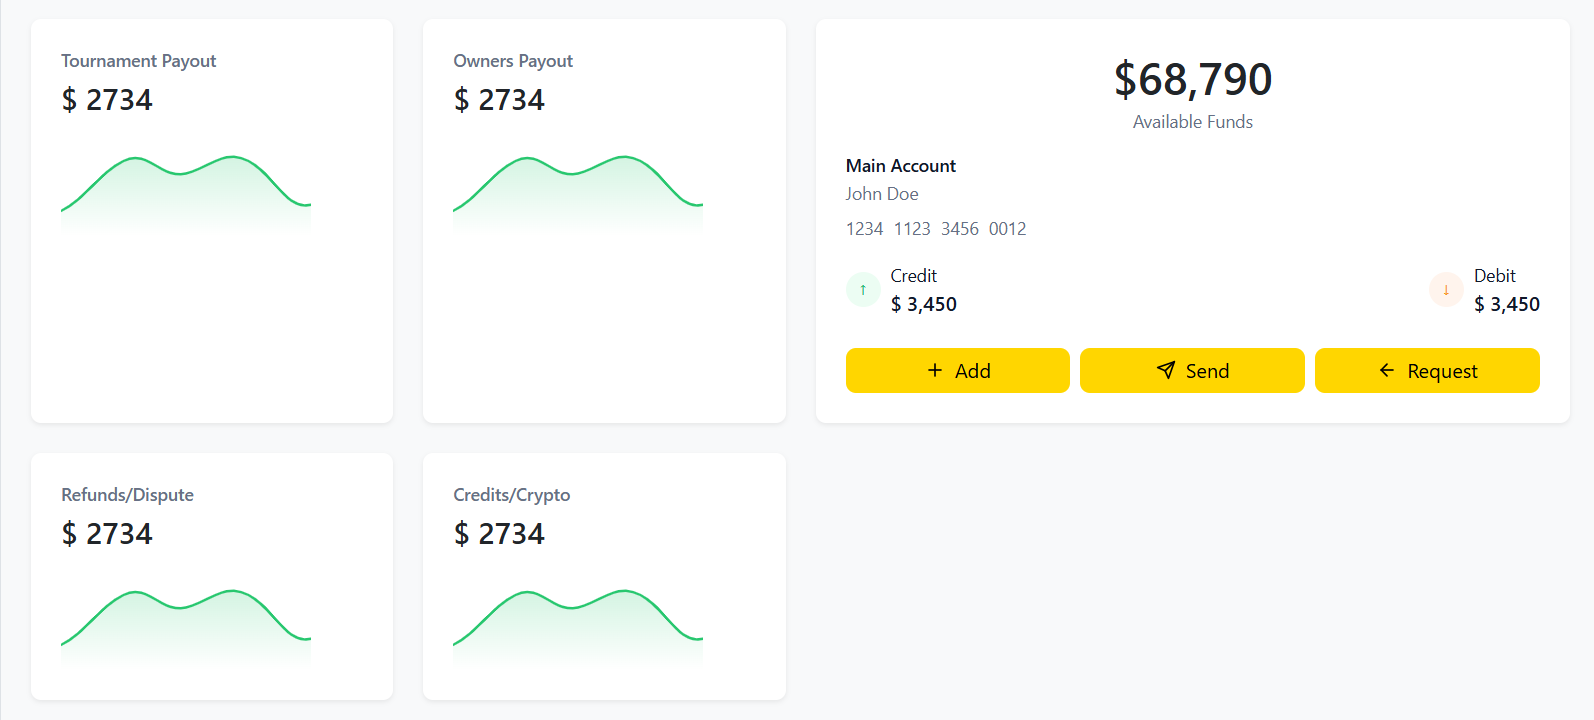 Tournament Payout
$ 2734
Owners Payout
$ 2734
$68,790
Available Funds
Main Account
John Doe
1234 1123 3456 0012
Credit
$ 3,450
Debit
$ 3,450
Add
Send
Request
Refunds/Dispute
$ 2734
Credits/Crypto
$ 2734